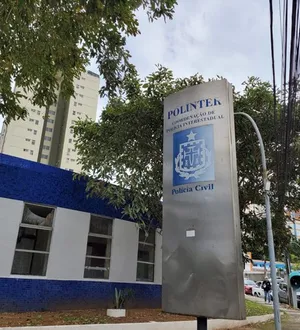 POLINTER
COORDENAÇÃO DE
POLÍCIA INTERESTADUAL
Polícia Civil